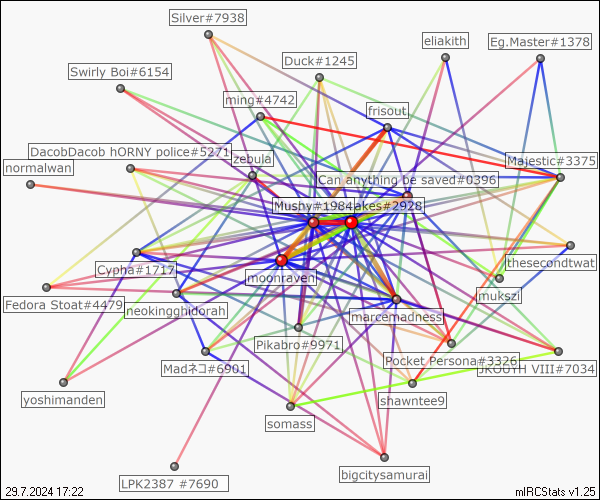 Silver#7938
eliakith
Eg.Master#1378
Duck#1245
Swirly Boi#6154
ming#4742
frisout
DacobDacob hORNY police#5271
zebula
Majestic#3375
normalwan
Can anything be saved#0396
Mushy#1984
akes#2928
thesecondtwat
Cypha#1717
moonraven
mukszi
Fedora Stoat#4479
neokingghidorah
marcemadness
Pikabro#9971
Pocket Persona#3326
Madネコ#6901
JKOUYH VIII#7034
yoshimanden
shawntee9
somass
bigcitysamurai
LPK2387 #7690
29.7.2024 17:22
mIRCStats v1.25